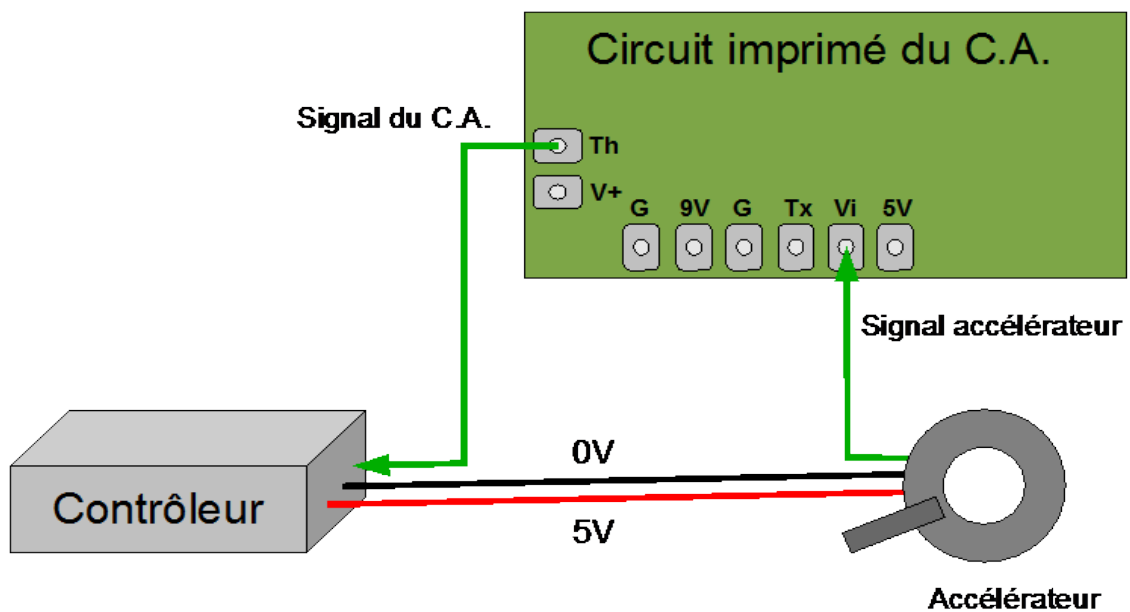 Circuit imprimé du C.A.
Signal du C.A.
Th
V+
G 9V G Tx Vi 5V
Signal accélérateur
0V
Contrôleur
5V
Accélérateur